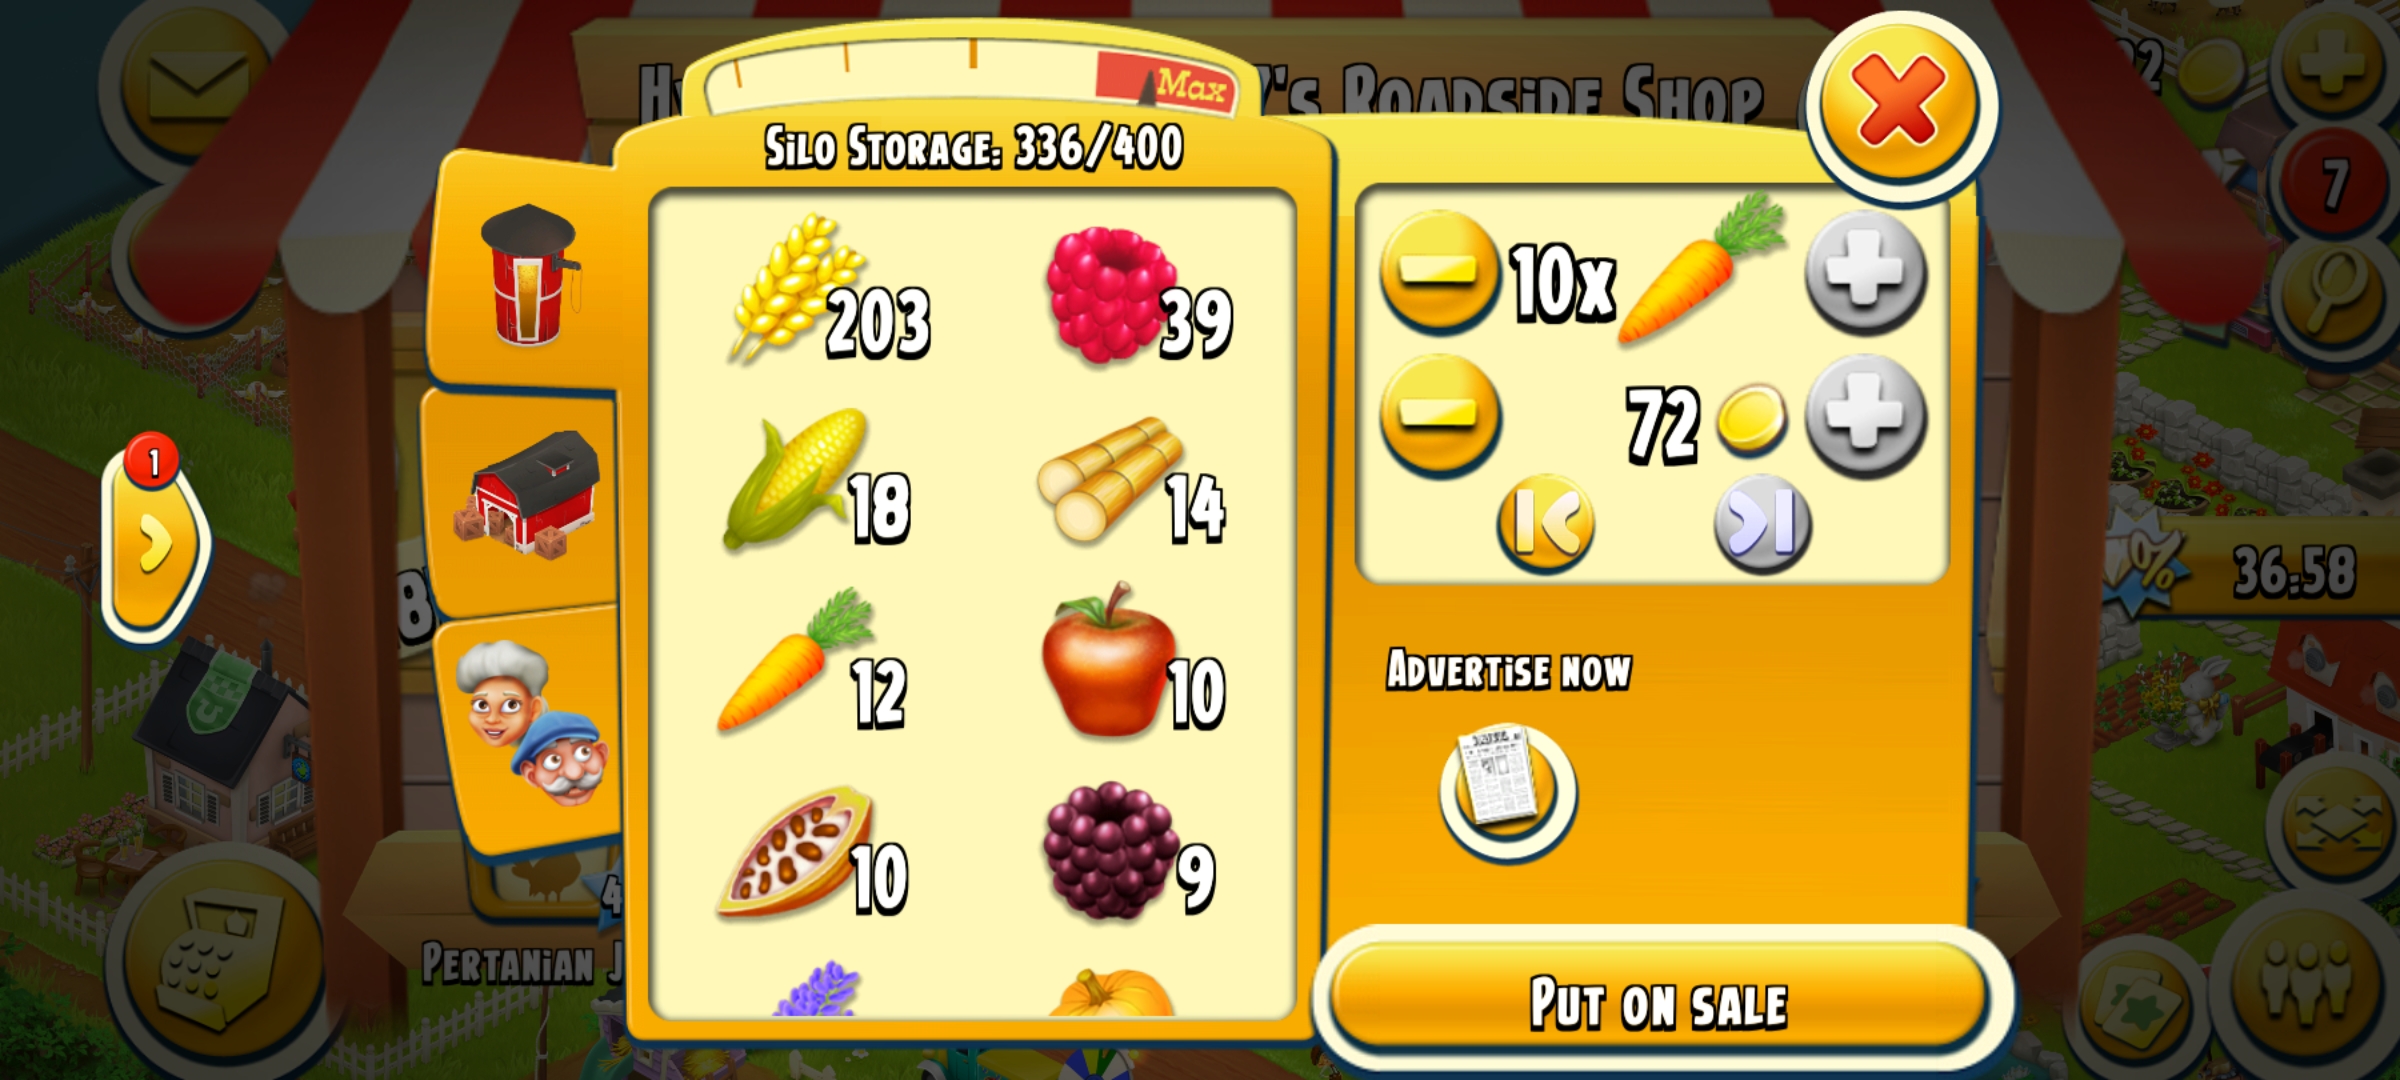 'S ROADSIDE SHOP
Max
SILO STORAGE: 336/400
203
39
18
14
12
10
10
9
10x
72
ADVERTISE NOW
PUT ON SALE
1
7
36:58
PERTANIAN